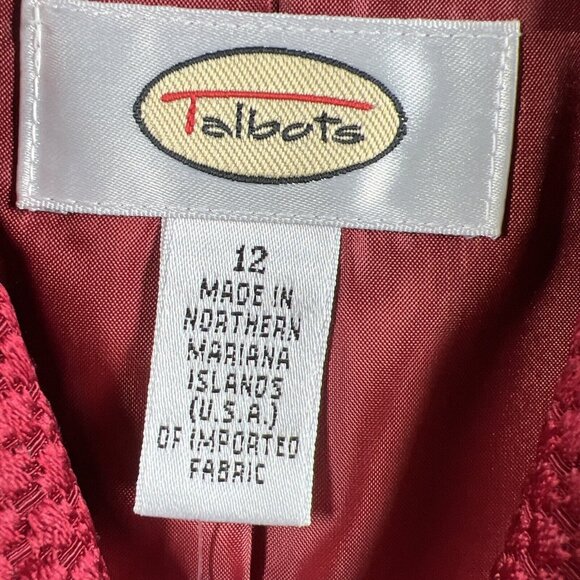 Talbots
12
MADE IN
NORTHERN
MARIANA
ISLANDS
(U.S.A.)
OF IMPORTED
FABRIC